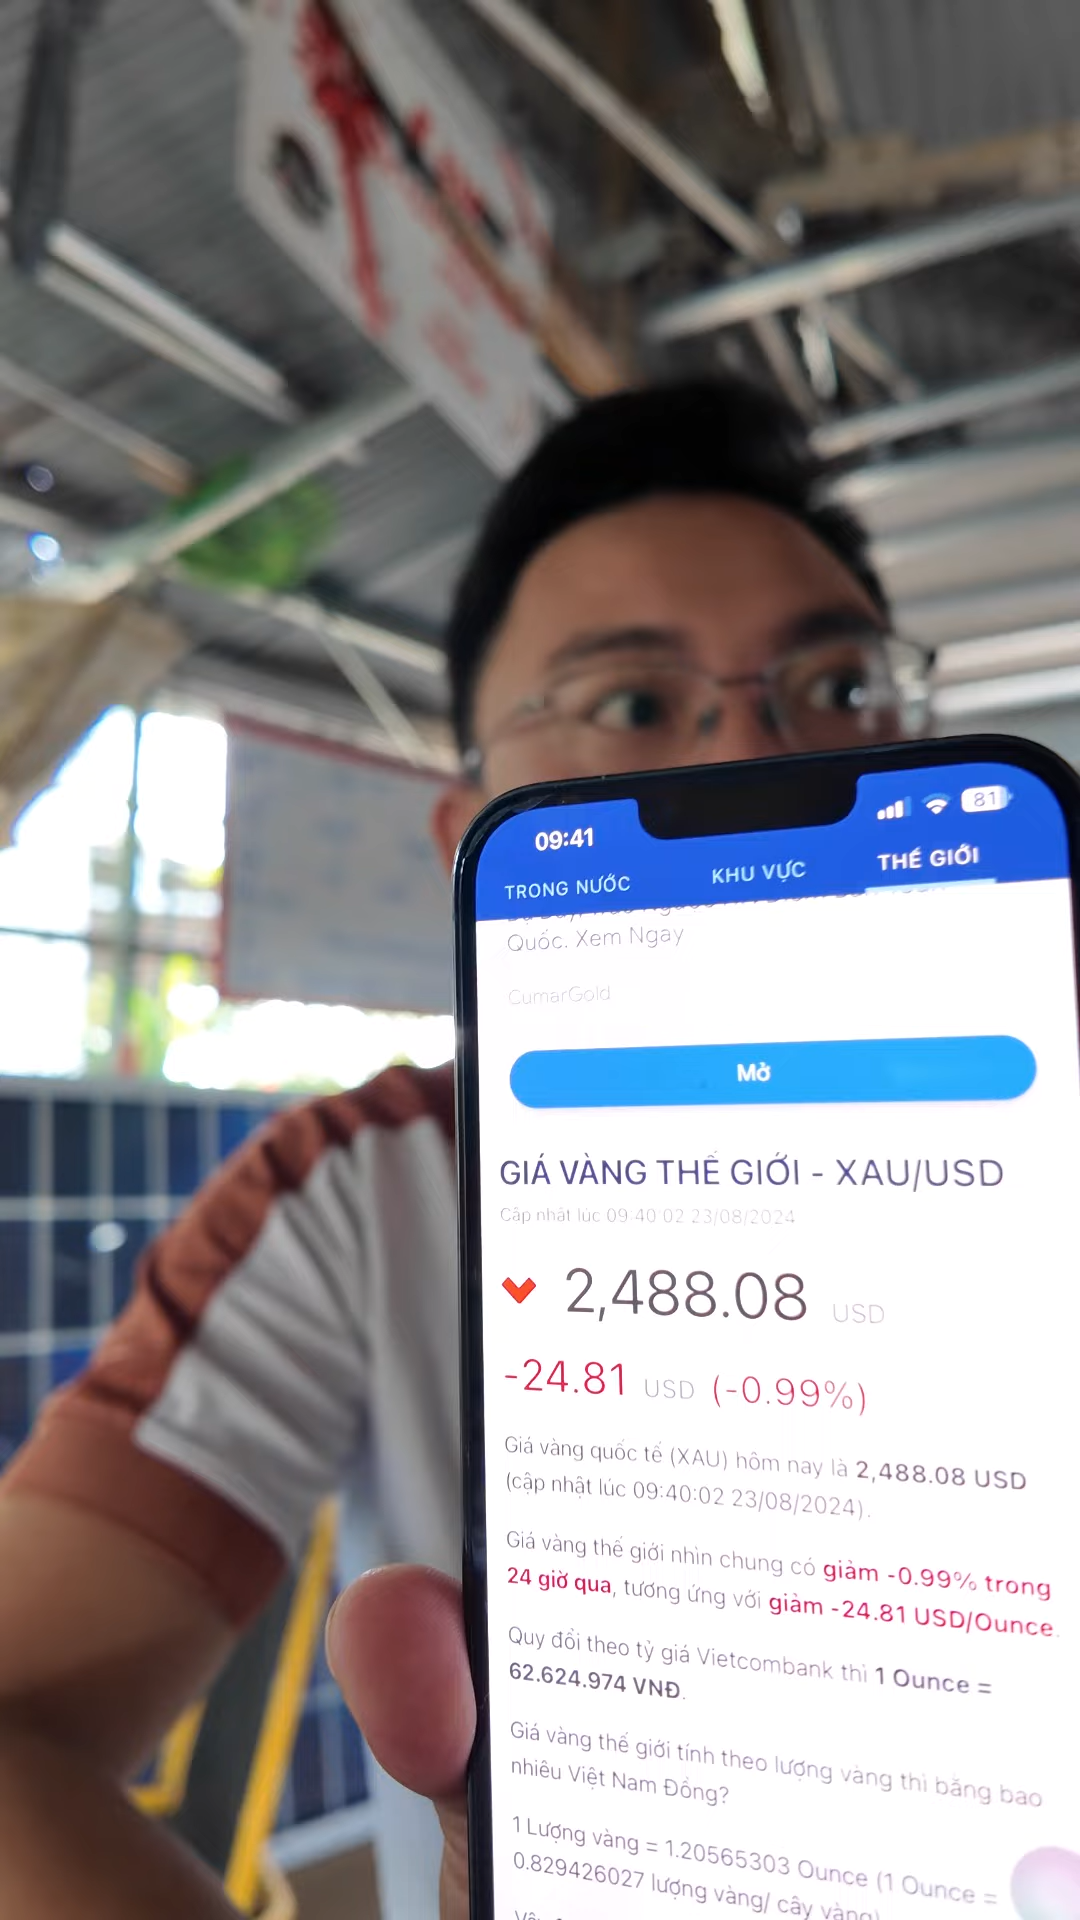 09:41
81
TRONG NƯỚC
KHU VỰC
THẾ GIỚI
Quốc. Xem Ngay
CumarGold
Mở
GIÁ VÀNG THẾ GIỚI - XAU/USD
Cập nhật lúc 09:40:02 23/08/2024
2,488.08 USD
-24.81 USD (-0.99%)
Giá vàng quốc tế (XAU) hôm nay là 2,488.08 USD
(cập nhật lúc 09:40:02 23/08/2024).
Giá vàng thế giới nhìn chung có giảm -0.99% trong
24 giờ qua, tương ứng với giảm -24.81 USD/Ounce.
Quy đổi theo tỷ giá Vietcombank thì 1 Ounce =
62.624.974 VNĐ.
Giá vàng thế giới tính theo lượng vàng thì bằng bao
nhiêu Việt Nam Đồng?
1 Lượng vàng = 1.20565303 Ounce (1 Ounce =
0.829426027 lượng vàng/ cây vàng)